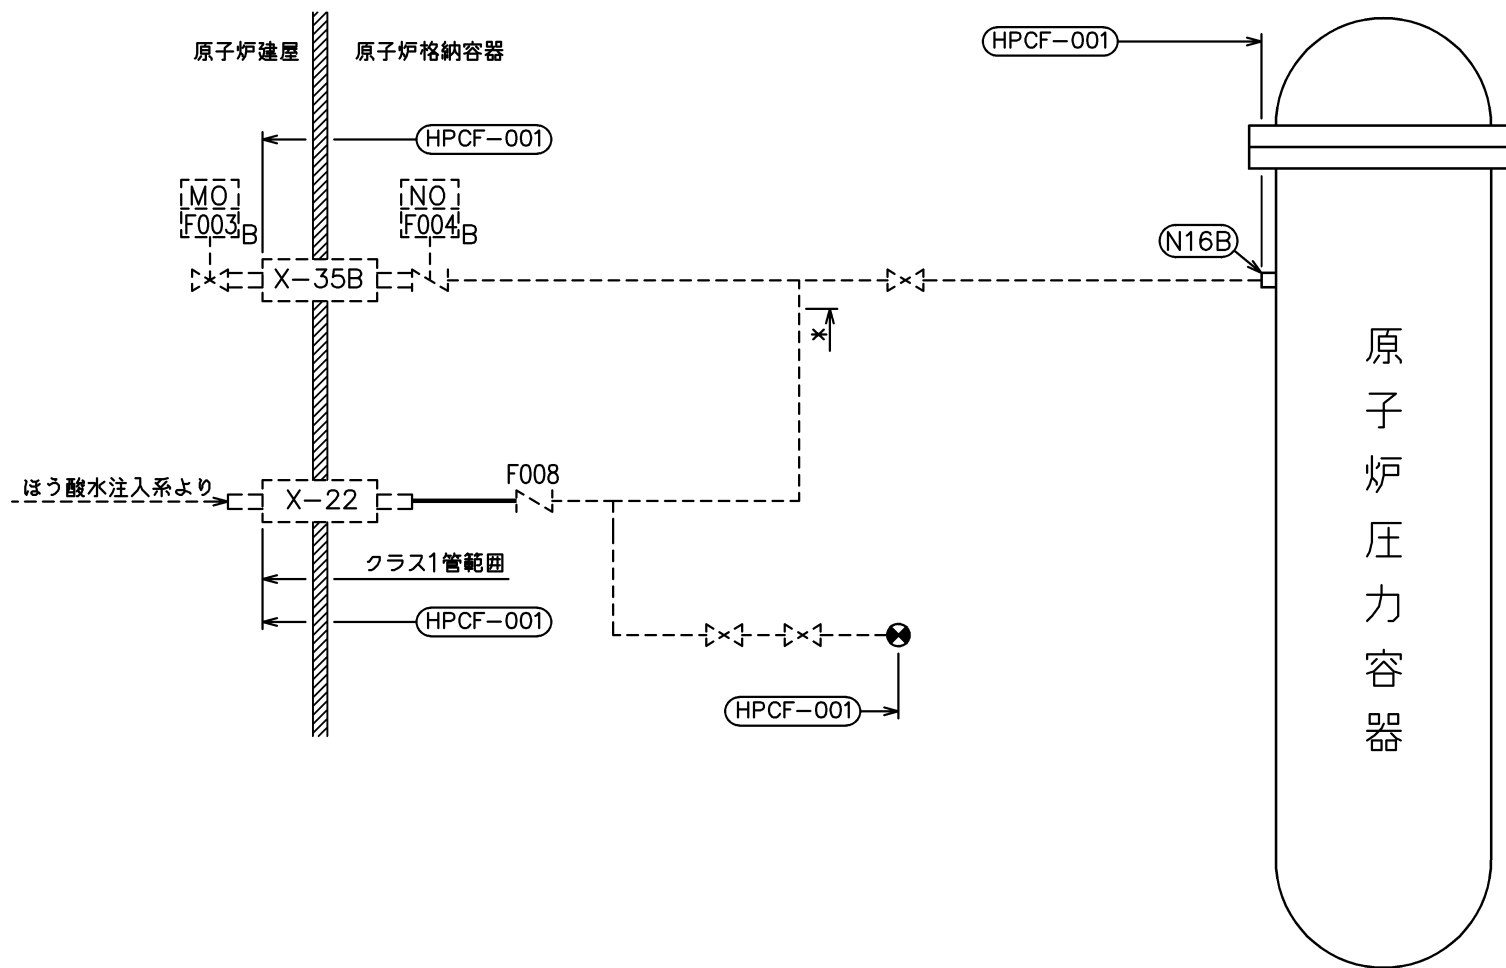 原子炉建屋
原子炉格納容器
HPCF-001
HPCF-001
MO
F003
B
NO
F004
B
X-35B
N16B
ほう酸水注入系より
X-22
F008
クラス1管範囲
HPCF-001
HPCF-001
原子炉圧力容器